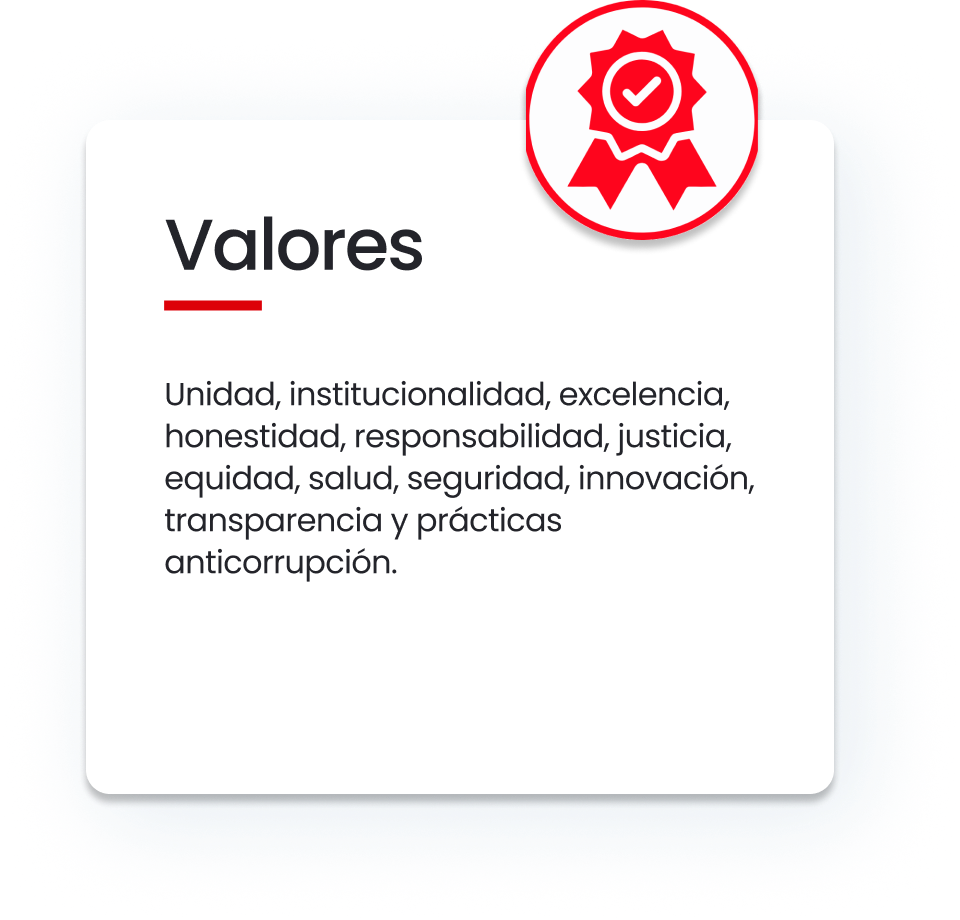 Valores
Unidad, institucionalidad, excelencia,
honestidad, responsabilidad, justicia,
equidad, salud, seguridad, innovación,
transparencia y prácticas
anticorrupción.